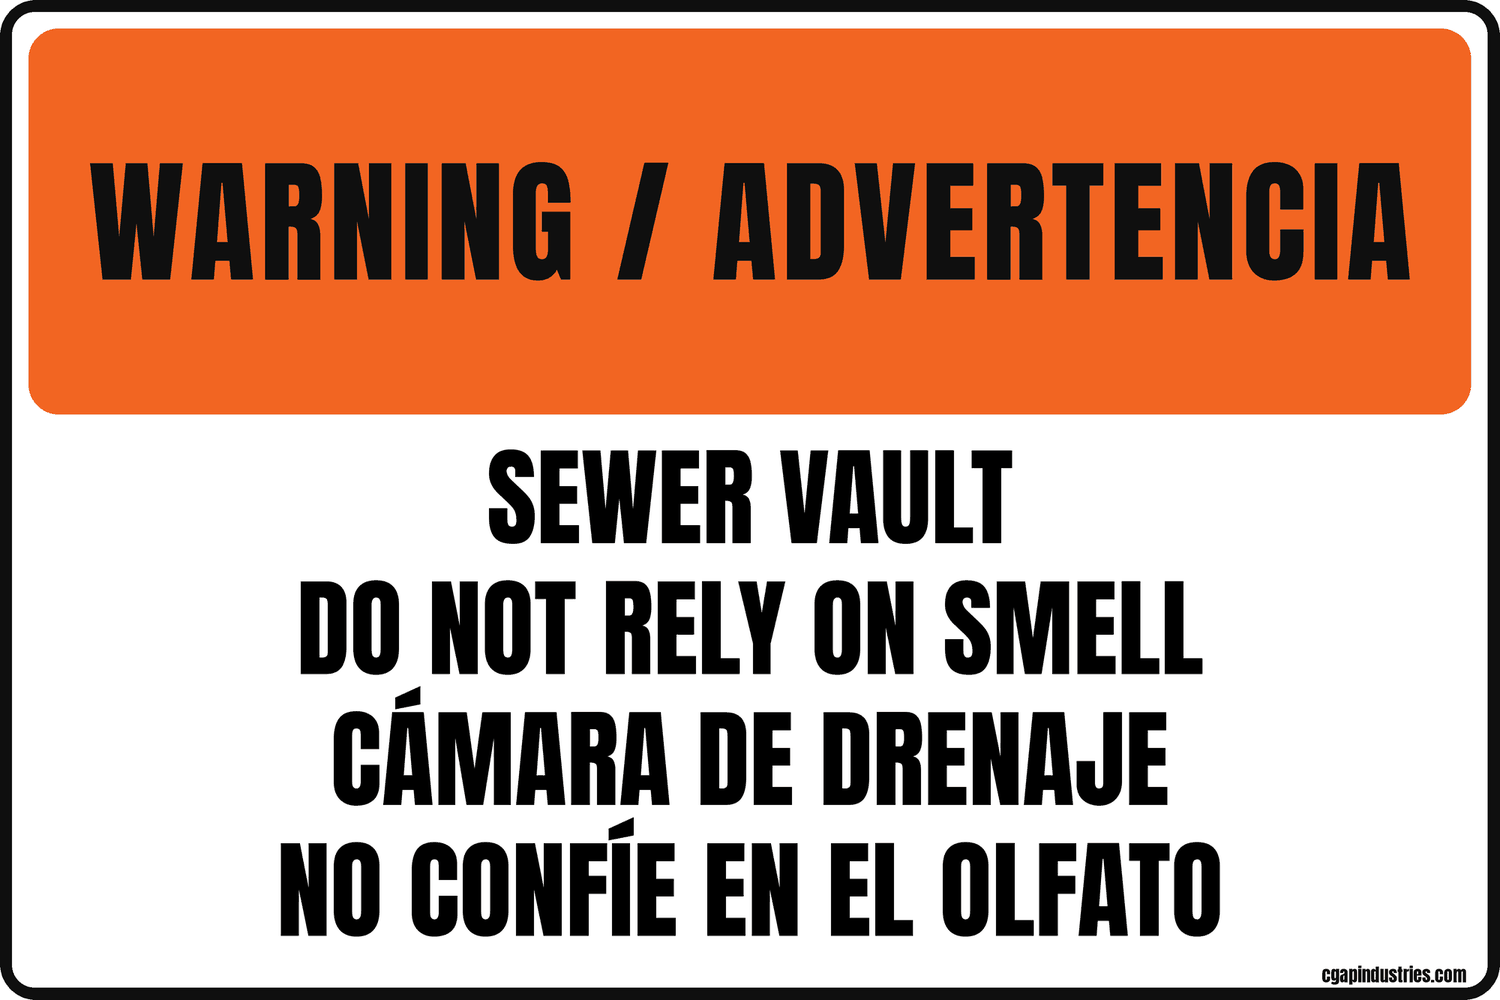 WARNING / ADVERTENCIA
SEWER VAULT
DO NOT RELY ON SMELL
CÁMARA DE DRENAJE
NO CONFÍE EN EL OLFATO
cgapindustries.com